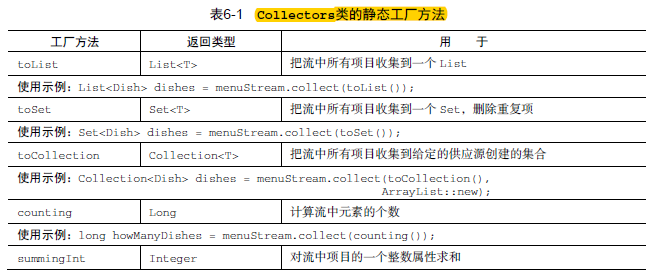 表6-1 Collectors类的静态工厂方法
工厂方法 返回类型 用 于
toList List<T> 把流中所有项目收集到一个 List
使用示例：List<Dish> dishes = menuStream.collect(toList());
toSet Set<T> 把流中所有项目收集到一个 Set，删除重复项
使用示例：Set<Dish> dishes = menuStream.collect(toSet());
toCollection Collection<T> 把流中所有项目收集到给定的供应源创建的集合
使用示例：Collection<Dish> dishes = menuStream.collect(toCollection(),
ArrayList::new);
counting Long 计算流中元素的个数
使用示例：long howManyDishes = menuStream.collect(counting());
summingInt Integer 对流中项目的一个整数属性求和